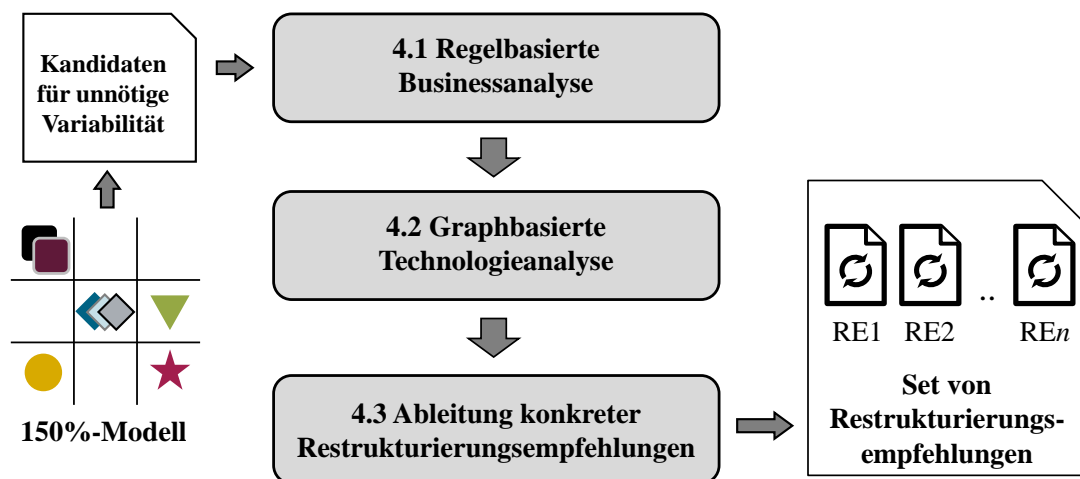 Kandidaten
für unnötige
Variabilität
150%-Modell
4.1 Regelbasierte
Businessanalyse
4.2 Graphbasierte
Technologieanalyse
4.3 Ableitung konkreter
Restrukturierungsempfehlungen
RE1 RE2 .. REn
Set von
Restrukturierungs-
empfehlungen